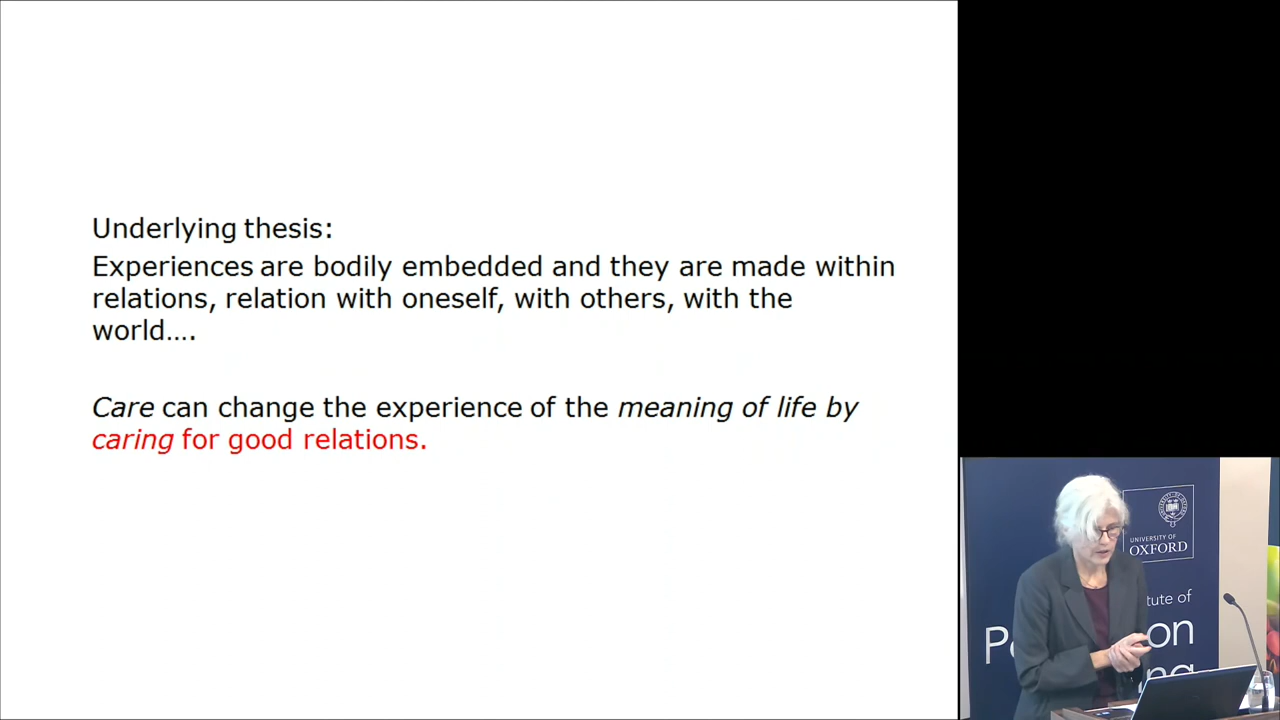 Underlying thesis:
Experiences are bodily embedded and they are made within
relations, relation with oneself, with others, with the
world….
Care can change the experience of the meaning of life by
caring for good relations.
UNIVERSITY OF
OXFORD
tute of
P on
ng